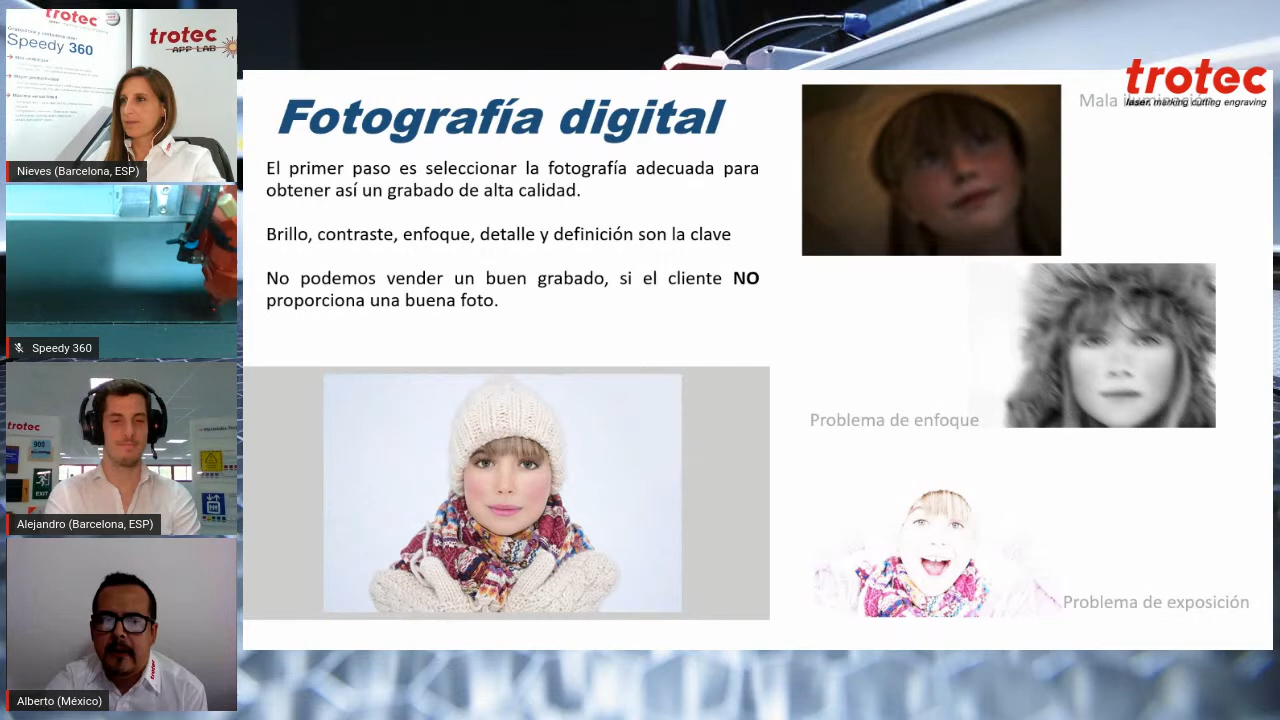 trotec
Speedy 360
trotec
APP LAB
Nieves (Barcelona, ESP)
Speedy 360
trotec
EXIT
Alejandro (Barcelona, ESP)
trotec
Alberto (México)
Fotografía digital
El primer paso es seleccionar la fotografía adecuada para
obtener así un grabado de alta calidad.
Brillo, contraste, enfoque, detalle y definición son la clave
No podemos vender un buen grabado, si el cliente NO
proporciona una buena foto.
trotec
laser. marking cutting engraving
Mala
Problema de enfoque
Problema de exposición